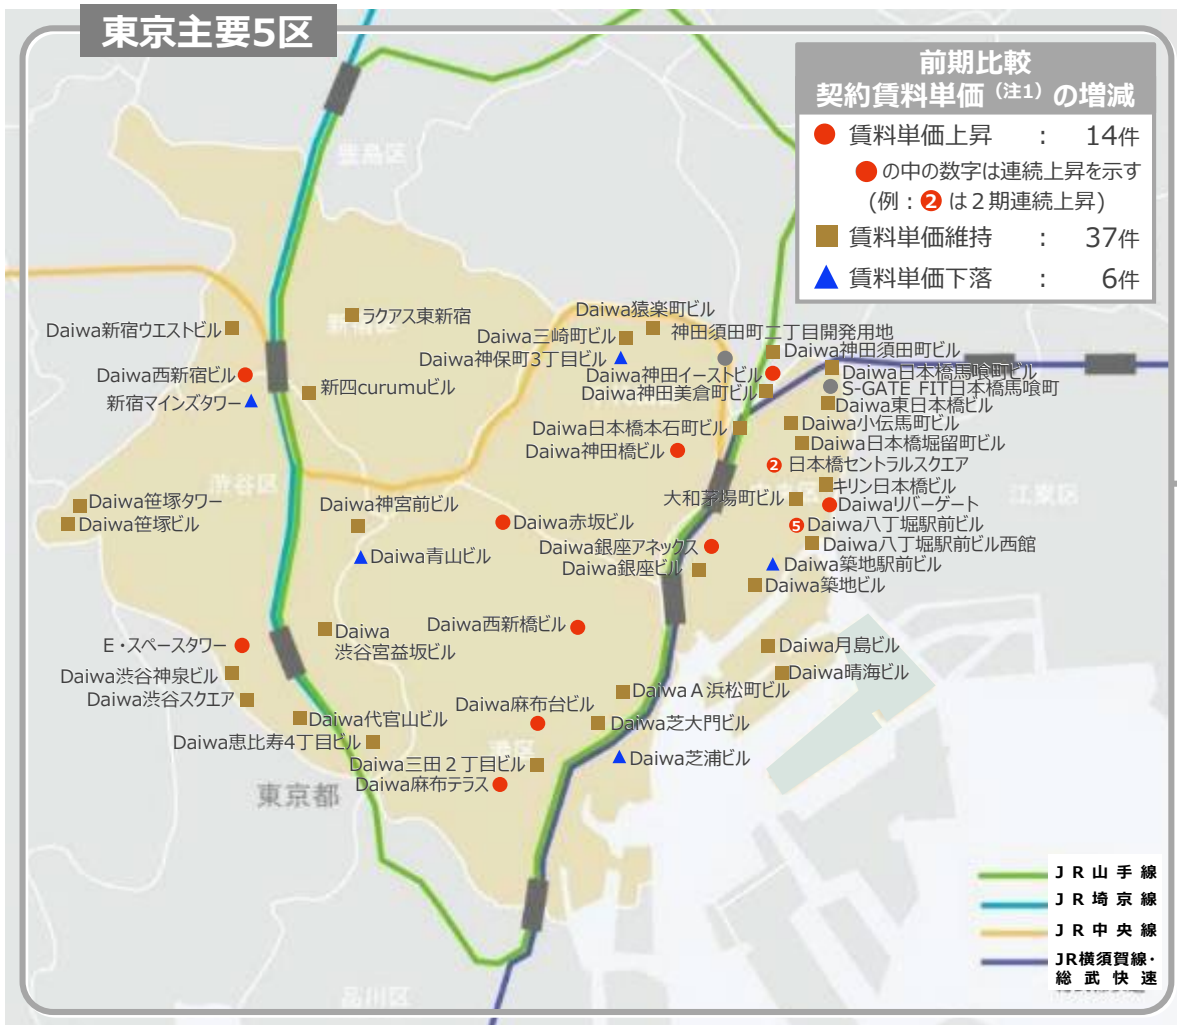 東京主要5区
前期比較
契約賃料単価（注1）の増減
賃料単価上昇 : 14件
の中の数字は連続上昇を示す
(例：2 は２期連続上昇)
賃料単価維持 : 37件
賃料単価下落 : 6件
豊島区
新宿区
ラクアス東新宿
Daiwa新宿ウエストビル
Daiwa西新宿ビル
新宿マインズタワー
新四curumuビル
Daiwa猿楽町ビル
Daiwa三崎町ビル
神田須田町二丁目開発用地
Daiwa神保町3丁目ビル
Daiwa神田須田町ビル
Daiwa神田イーストビル
Daiwa日本橋馬喰町ビル
Daiwa神田美倉町ビル
S-GATE FIT日本橋馬喰町
Daiwa東日本橋ビル
Daiwa日本橋本石町ビル
Daiwa小伝馬町ビル
Daiwa神田橋ビル
Daiwa日本橋堀留町ビル
2 日本橋セントラルスクエア
渋谷区
中央区
江東区
キリン日本橋ビル
大和茅場町ビル
Daiwaリバーゲート
Daiwa笹塚タワー
Daiwa笹塚ビル
Daiwa神宮前ビル
Daiwa赤坂ビル
5 Daiwa八丁堀駅前ビル
Daiwa八丁堀駅前ビル西館
Daiwa青山ビル
Daiwa銀座アネックス
Daiwa銀座ビル
Daiwa築地駅前ビル
Daiwa築地ビル
Daiwa
渋谷宮益坂ビル
Daiwa西新橋ビル
E・スペースタワー
Daiwa月島ビル
Daiwa渋谷神泉ビル
Daiwa晴海ビル
Daiwa渋谷スクエア
DaiwaＡ浜松町ビル
Daiwa麻布台ビル
Daiwa代官山ビル
Daiwa芝大門ビル
Daiwa恵比寿4丁目ビル
港区
Daiwa芝浦ビル
Daiwa三田２丁目ビル
Daiwa麻布テラス
東京都
品川区
ＪＲ山手線
ＪＲ埼京線
ＪＲ中央線
JR横須賀線・
総武快速